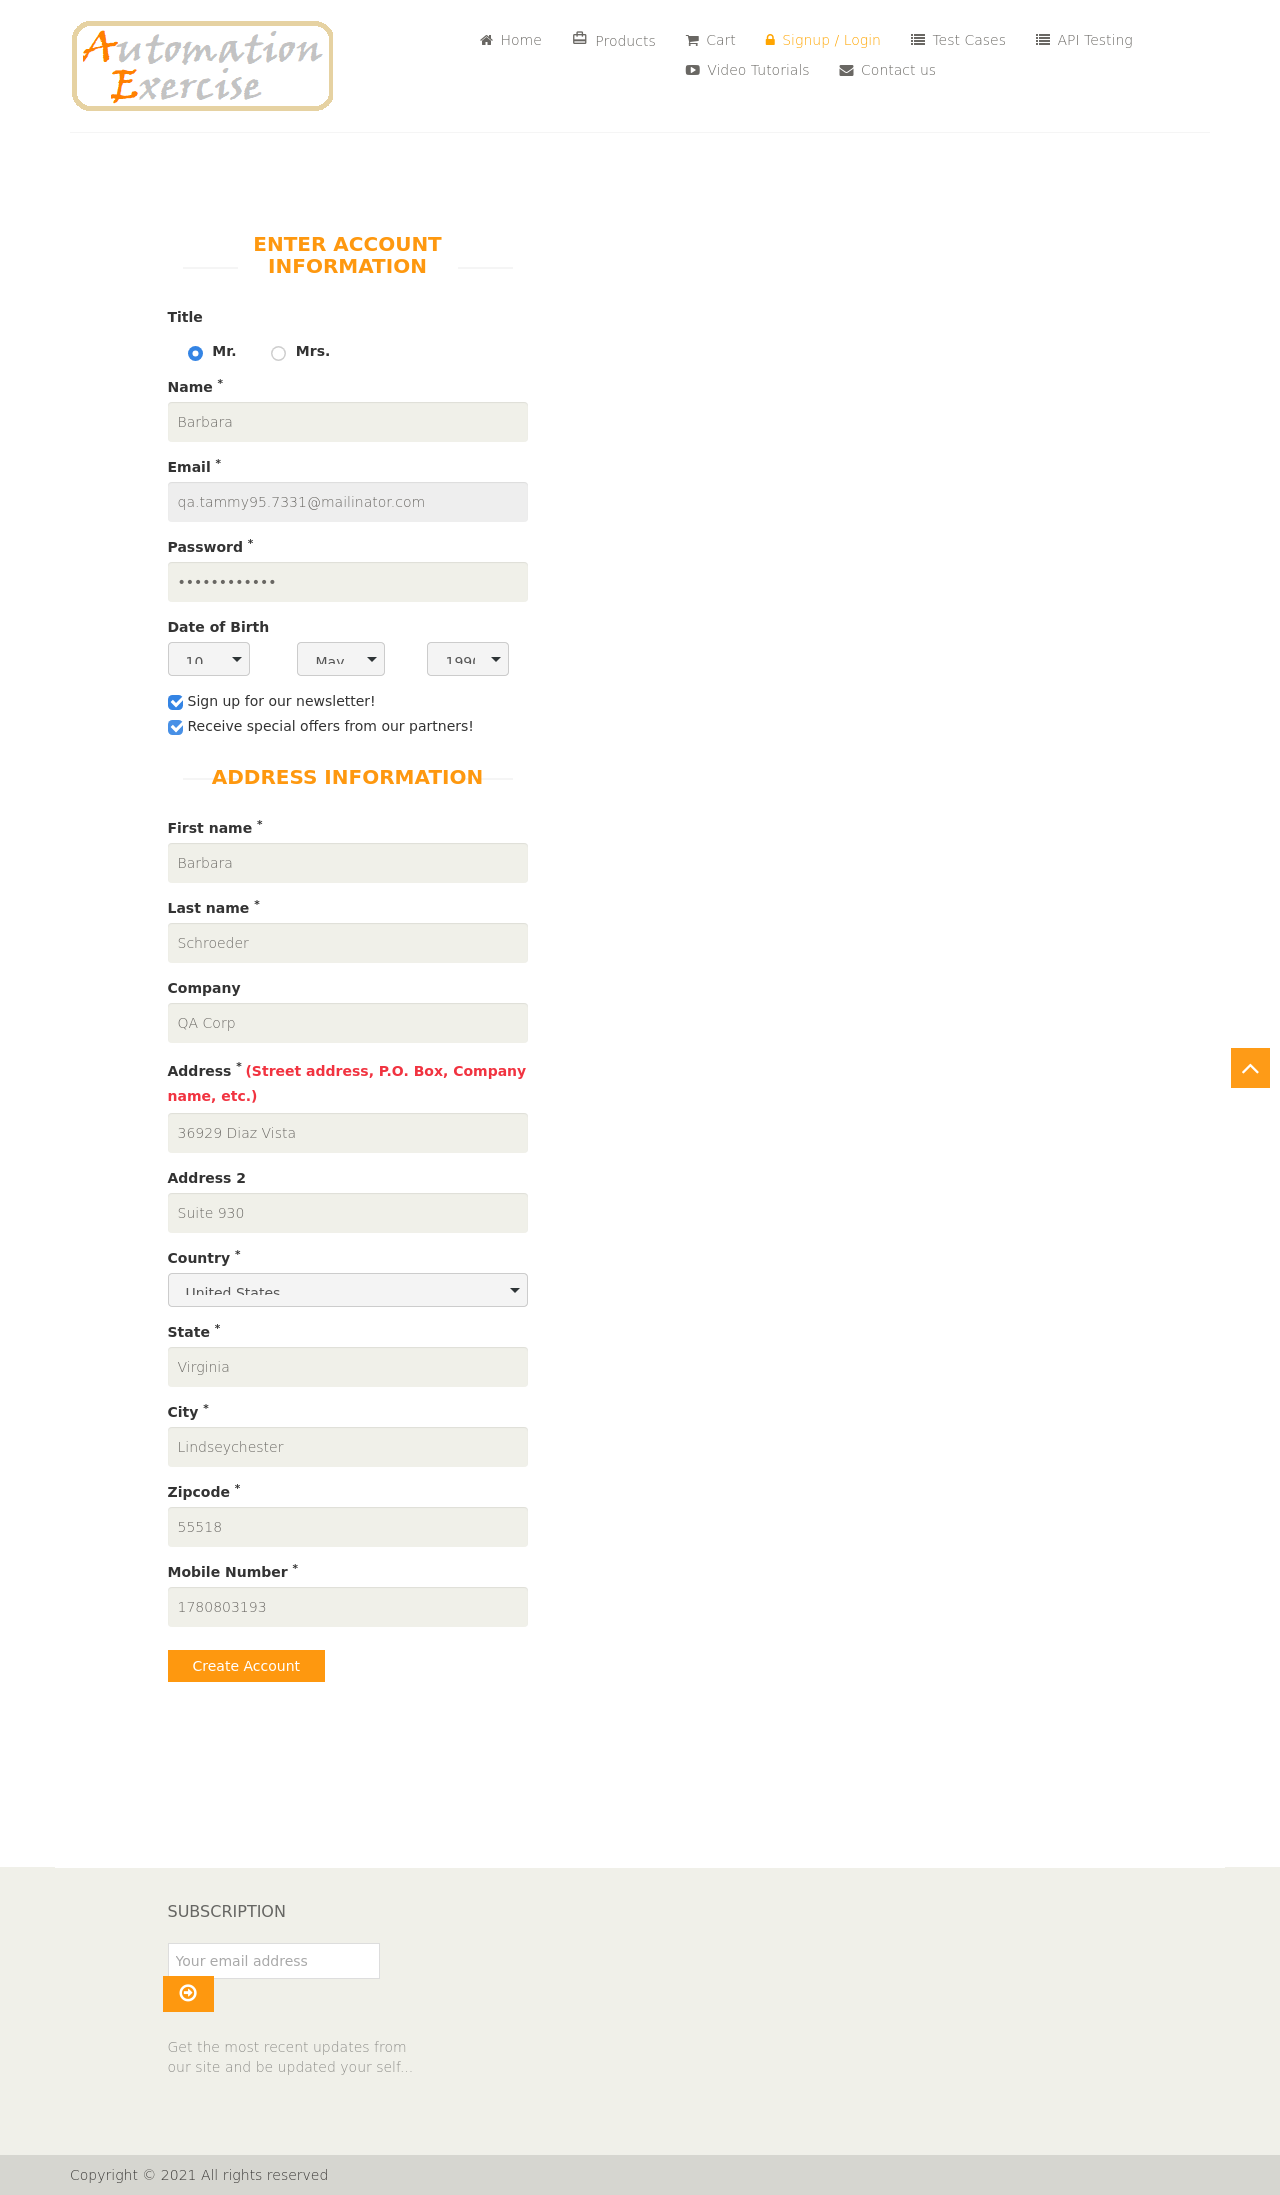 Automation
Exercise
Home
Products
Cart
Signup / Login
Test Cases
API Testing
Video Tutorials
Contact us
ENTER ACCOUNT
INFORMATION
Title
Mr.
Mrs.
Name *
Barbara
Email *
qa.tammy95.7331@mailinator.com
Password *
••••••••••••
Date of Birth
10
May
1990
Sign up for our newsletter!
Receive special offers from our partners!
ADDRESS INFORMATION
First name *
Barbara
Last name *
Schroeder
Company
QA Corp
Address * (Street address, P.O. Box, Company
name, etc.)
36929 Diaz Vista
Address 2
Suite 930
Country *
United States
State *
Virginia
City *
Lindseychester
Zipcode *
55518
Mobile Number *
1780803193
Create Account
SUBSCRIPTION
Your email address
Get the most recent updates from
our site and be updated your self...
Copyright © 2021 All rights reserved